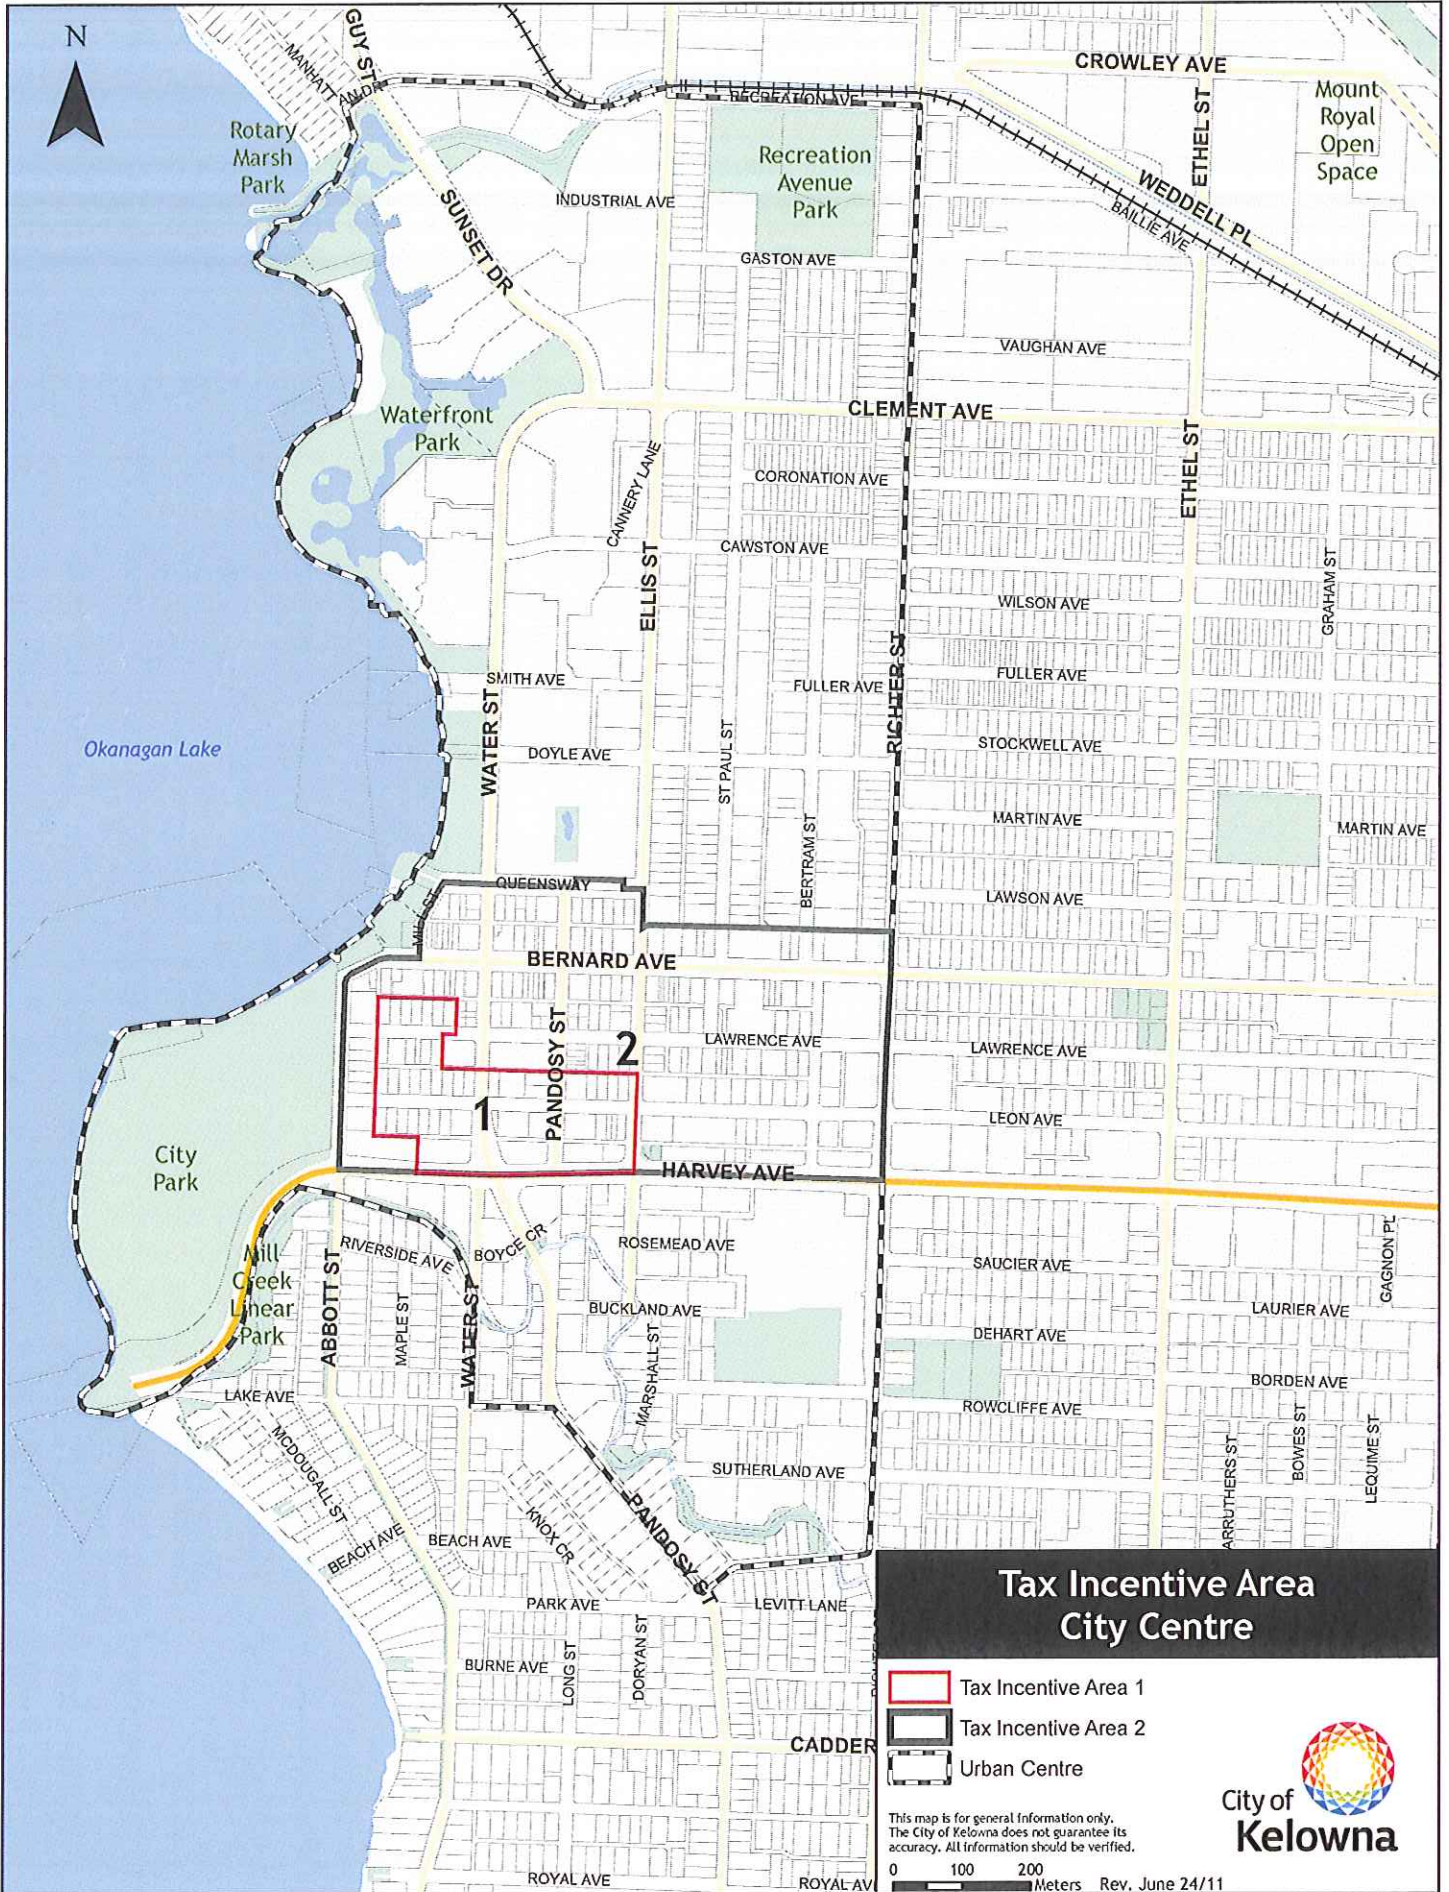 N
GUY ST
MANHATTAN DR
CROWLEY AVE
RECREATION AVE
ETHEL ST
Mount
Royal
Open
Space
Rotary
Marsh
Park
Recreation
Avenue
Park
WEDDELL PL
BAILLIE AVE
INDUSTRIAL AVE
SUNSET DR
GASTON AVE
VAUGHAN AVE
Waterfront
Park
CLEMENT AVE
ETHEL ST
CANNERY LANE
CORONATION AVE
CAWSTON AVE
ELLIS ST
GRAHAM ST
WILSON AVE
RICHTER ST
SMITH AVE
FULLER AVE
FULLER AVE
WATER ST
Okanagan Lake
DOYLE AVE
ST PAUL ST
STOCKWELL AVE
BERTRAM ST
MARTIN AVE
MARTIN AVE
QUEENSWAY
MILL ST
LAWSON AVE
BERNARD AVE
PANDOSY ST
2
LAWRENCE AVE
LAWRENCE AVE
1
LEON AVE
City
Park
HARVEY AVE
Mill
Creek
Linear
Park
ABBOTT ST
RIVERSIDE AVE
BOYCE CR
ROSEMEAD AVE
SAUCIER AVE
GAGNON PL
MAPLE ST
WATER ST
BUCKLAND AVE
LAURIER AVE
MARSHALL ST
DEHART AVE
LAKE AVE
BORDEN AVE
ROWCLIFFE AVE
MCDOUGALL ST
BOWES ST
LEQUIME ST
ARRUTHERS ST
SUTHERLAND AVE
KNOX CR
PANDOSY ST
BEACH AVE
BEACH AVE
PARK AVE
LEVITT LANE
BURNE AVE
LONG ST
DORYAN ST
CADDER
ROYAL AVE
ROYAL AV
Tax Incentive Area
City Centre
Tax Incentive Area 1
Tax Incentive Area 2
Urban Centre
City of
Kelowna
This map is for general information only.
The City of Kelowna does not guarantee its
accuracy. All information should be verified.
0 100 200
Meters Rev. June 24/11